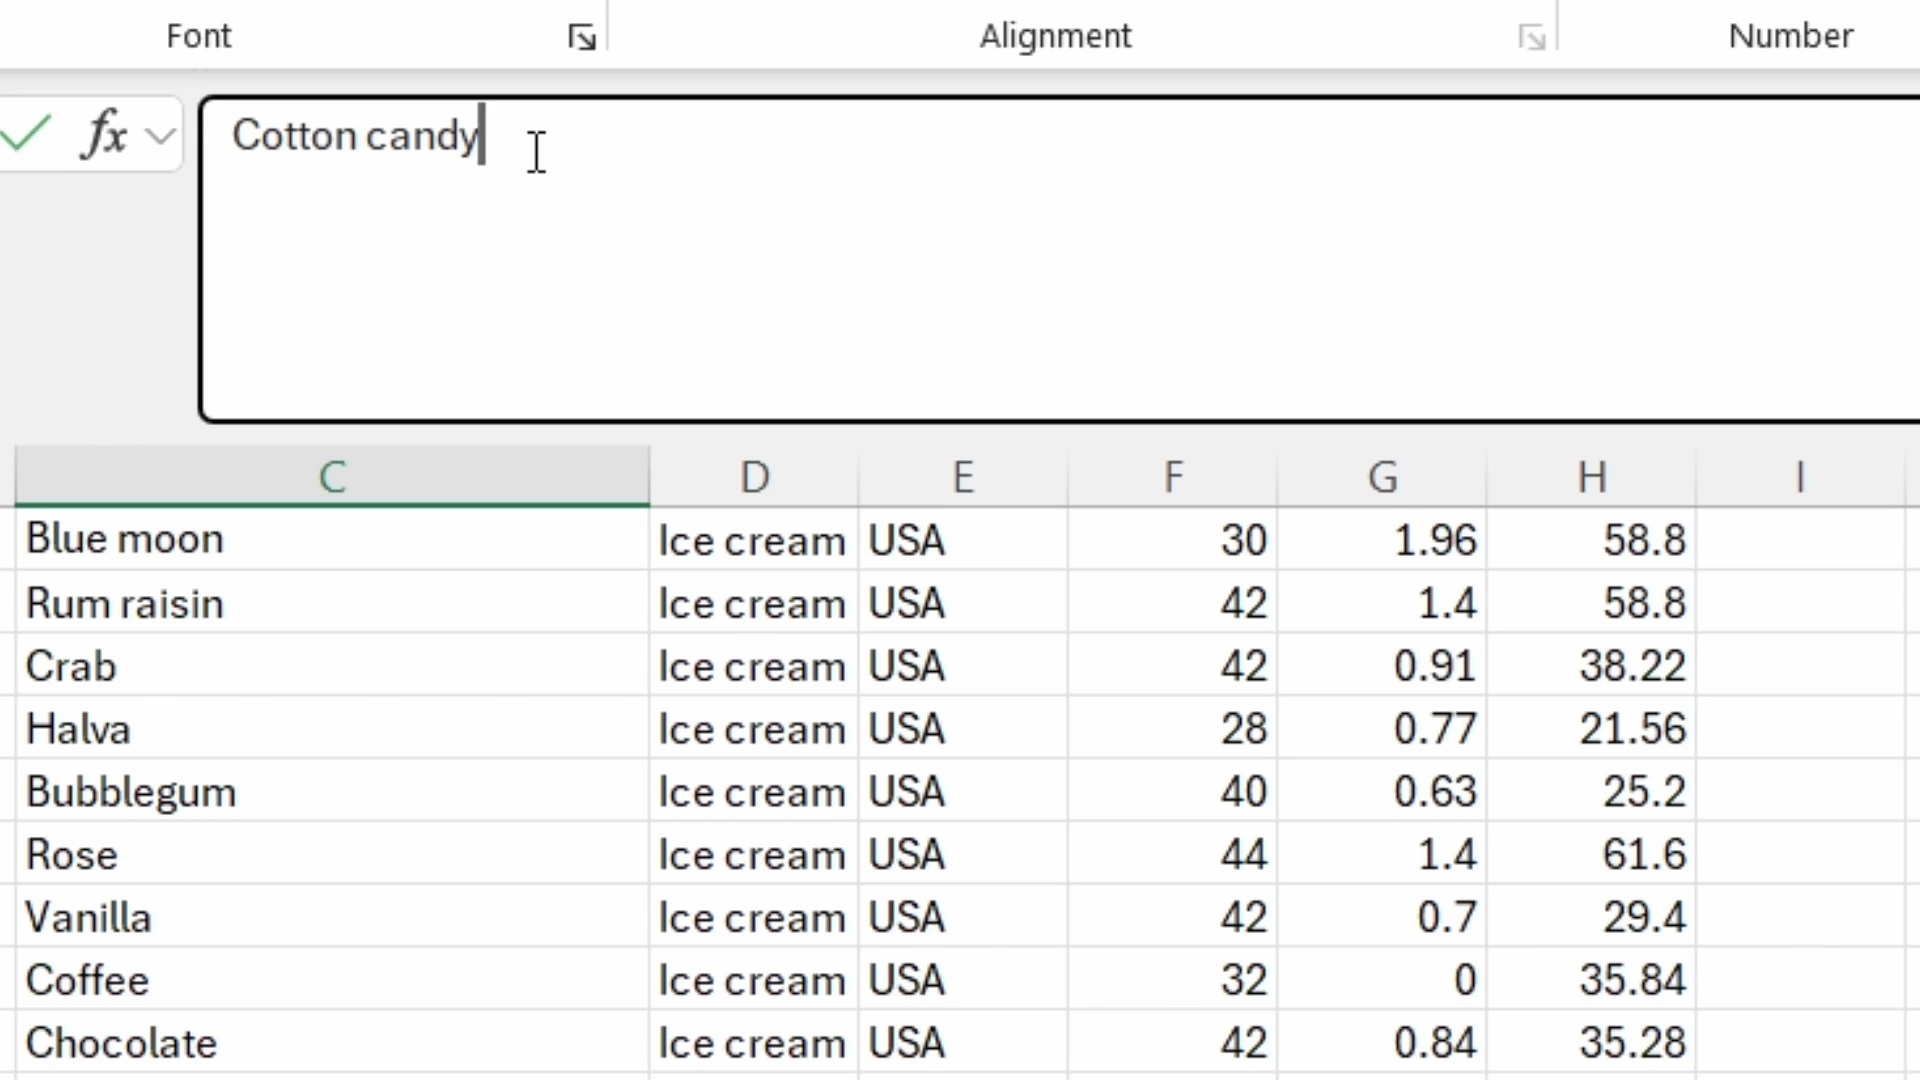 Font Alignment Number
fx Cotton candy
C D E F G H I
Blue moon Ice cream USA 30 1.96 58.8
Rum raisin Ice cream USA 42 1.4 58.8
Crab Ice cream USA 42 0.91 38.22
Halva Ice cream USA 28 0.77 21.56
Bubblegum Ice cream USA 40 0.63 25.2
Rose Ice cream USA 44 1.4 61.6
Vanilla Ice cream USA 42 0.7 29.4
Coffee Ice cream USA 32 0 35.84
Chocolate Ice cream USA 42 0.84 35.28